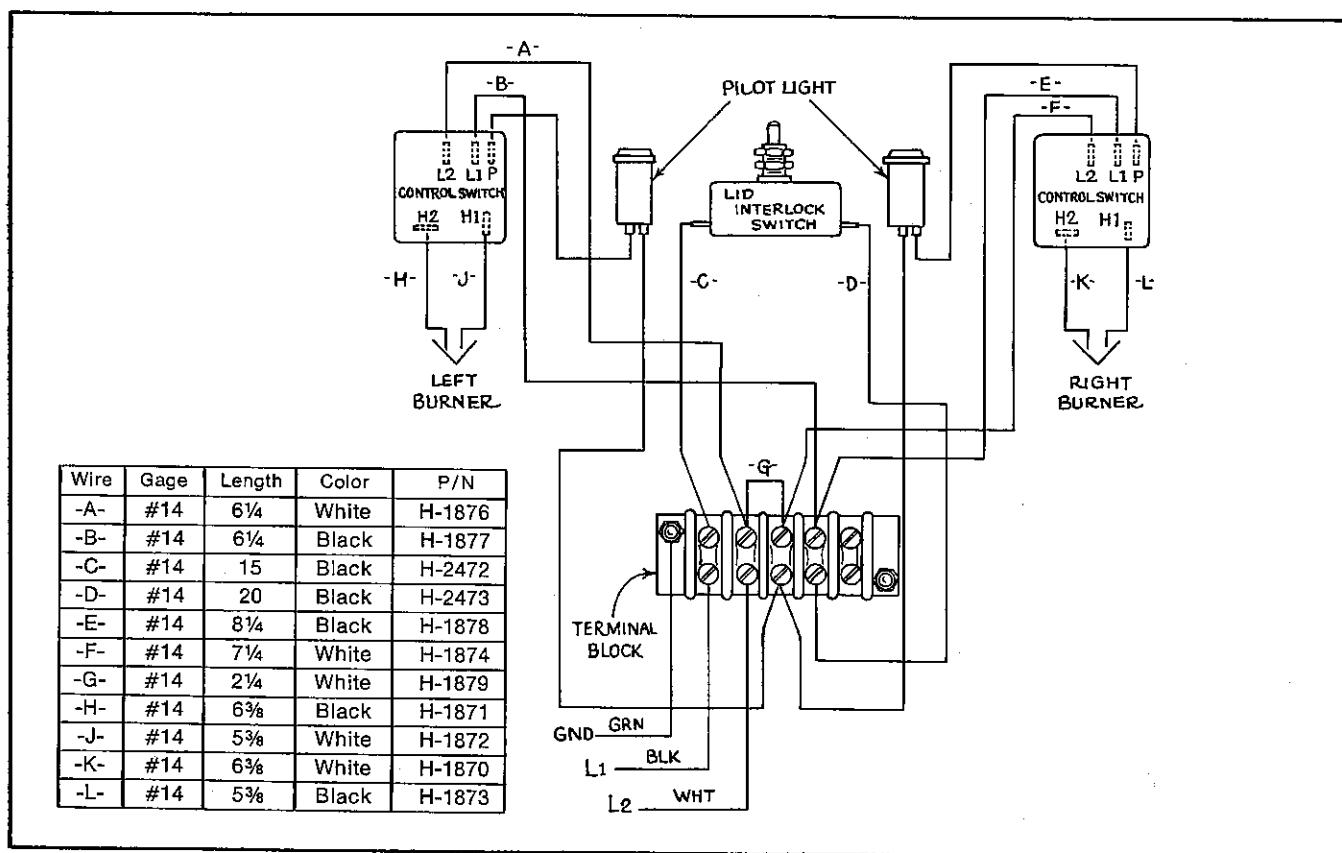 -A-
-B-
PILOT LIGHT
-E-
-F-
L2 L1 P
CONTROL SWITCH
H2 H1
LID
INTERLOCK
SWITCH
L2 L1 P
CONTROL SWITCH
H2 H1
-H- -J-
-C-
-D-
-K- -L-
LEFT
BURNER
RIGHT
BURNER
-G-
TERMINAL
BLOCK
GND GRN
L1 BLK
L2 WHT
Wire Gage Length Color P/N
-A- #14 6¼ White H-1876
-B- #14 6¼ Black H-1877
-C- #14 15 Black H-2472
-D- #14 20 Black H-2473
-E- #14 8¼ Black H-1878
-F- #14 7¼ White H-1874
-G- #14 2¼ White H-1879
-H- #14 6⅜ Black H-1871
-J- #14 5⅜ White H-1872
-K- #14 6⅜ White H-1870
-L- #14 5⅜ Black H-1873